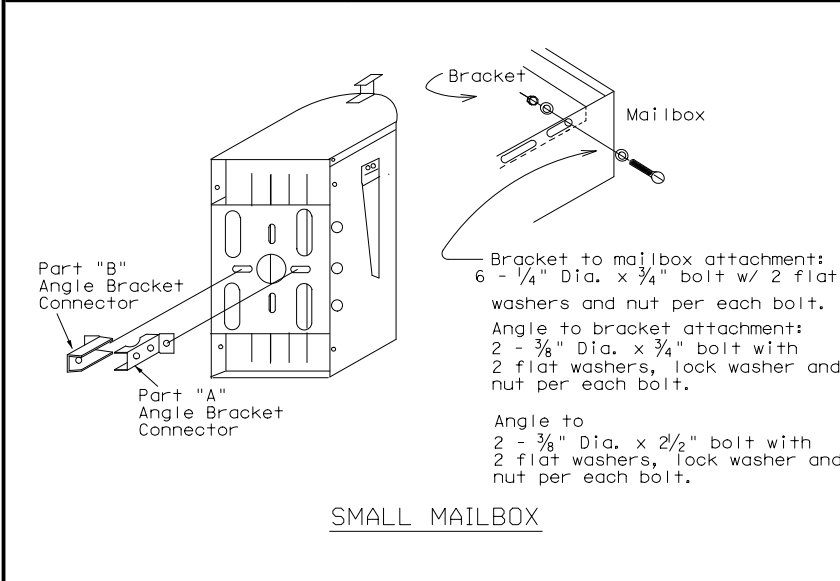 Bracket
Mailbox
Part "B"
Angle Bracket
Connector
Part "A"
Angle Bracket
Connector
Bracket to mailbox attachment:
6 - 1/4" Dia. x 3/4" bolt w/ 2 flat
washers and nut per each bolt.
Angle to bracket attachment:
2 - 3/8" Dia. x 3/4" bolt with
2 flat washers, lock washer and
nut per each bolt.
Angle to
2 - 3/8" Dia. x 2 1/2" bolt with
2 flat washers, lock washer and
nut per each bolt.
SMALL MAILBOX